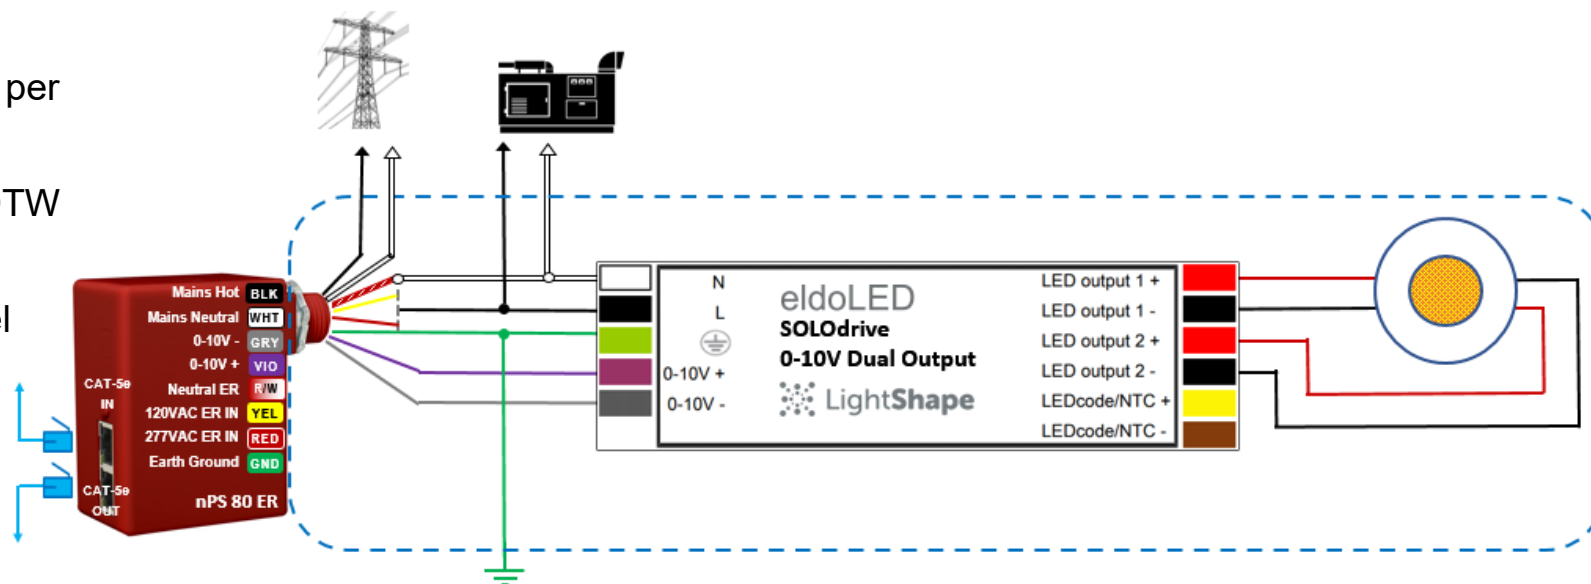 per
TW
el
Mains Hot BLK
Mains Neutral WHT
0-10V - GRY
0-10V + VIO
CAT-5e
IN
Neutral ER R/W
120VAC ER IN YEL
277VAC ER IN RED
Earth Ground GND
CAT-5e
OUT
nPS 80 ER
N
L
0-10V +
0-10V -
eldoLED
SOLOdrive
0-10V Dual Output
LightShape
LED output 1 +
LED output 1 -
LED output 2 +
LED output 2 -
LEDcode/NTC +
LEDcode/NTC -